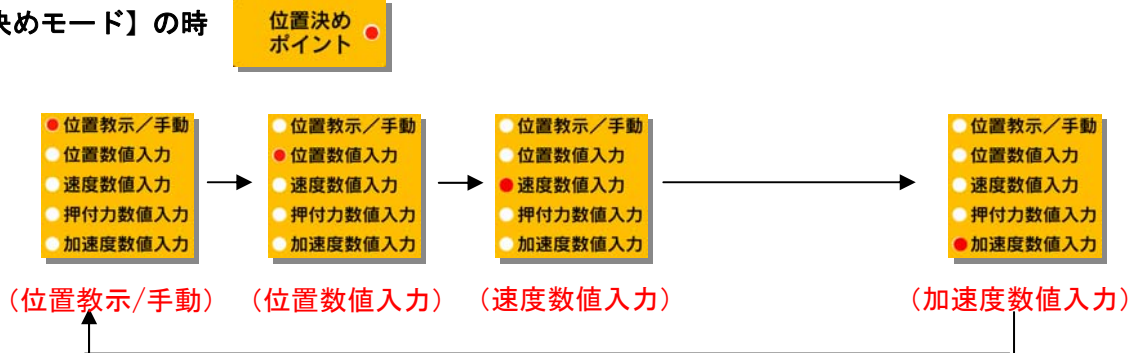 決めモード】の時
位置決め
ポイント
位置教示／手動
位置数値入力
速度数値入力
押付力数値入力
加速度数値入力
(位置教示/手動)
位置教示／手動
位置数値入力
速度数値入力
押付力数値入力
加速度数値入力
(位置数値入力)
位置教示／手動
位置数値入力
速度数値入力
押付力数値入力
加速度数値入力
(速度数値入力)
位置教示／手動
位置数値入力
速度数値入力
押付力数値入力
加速度数値入力
(加速度数値入力)